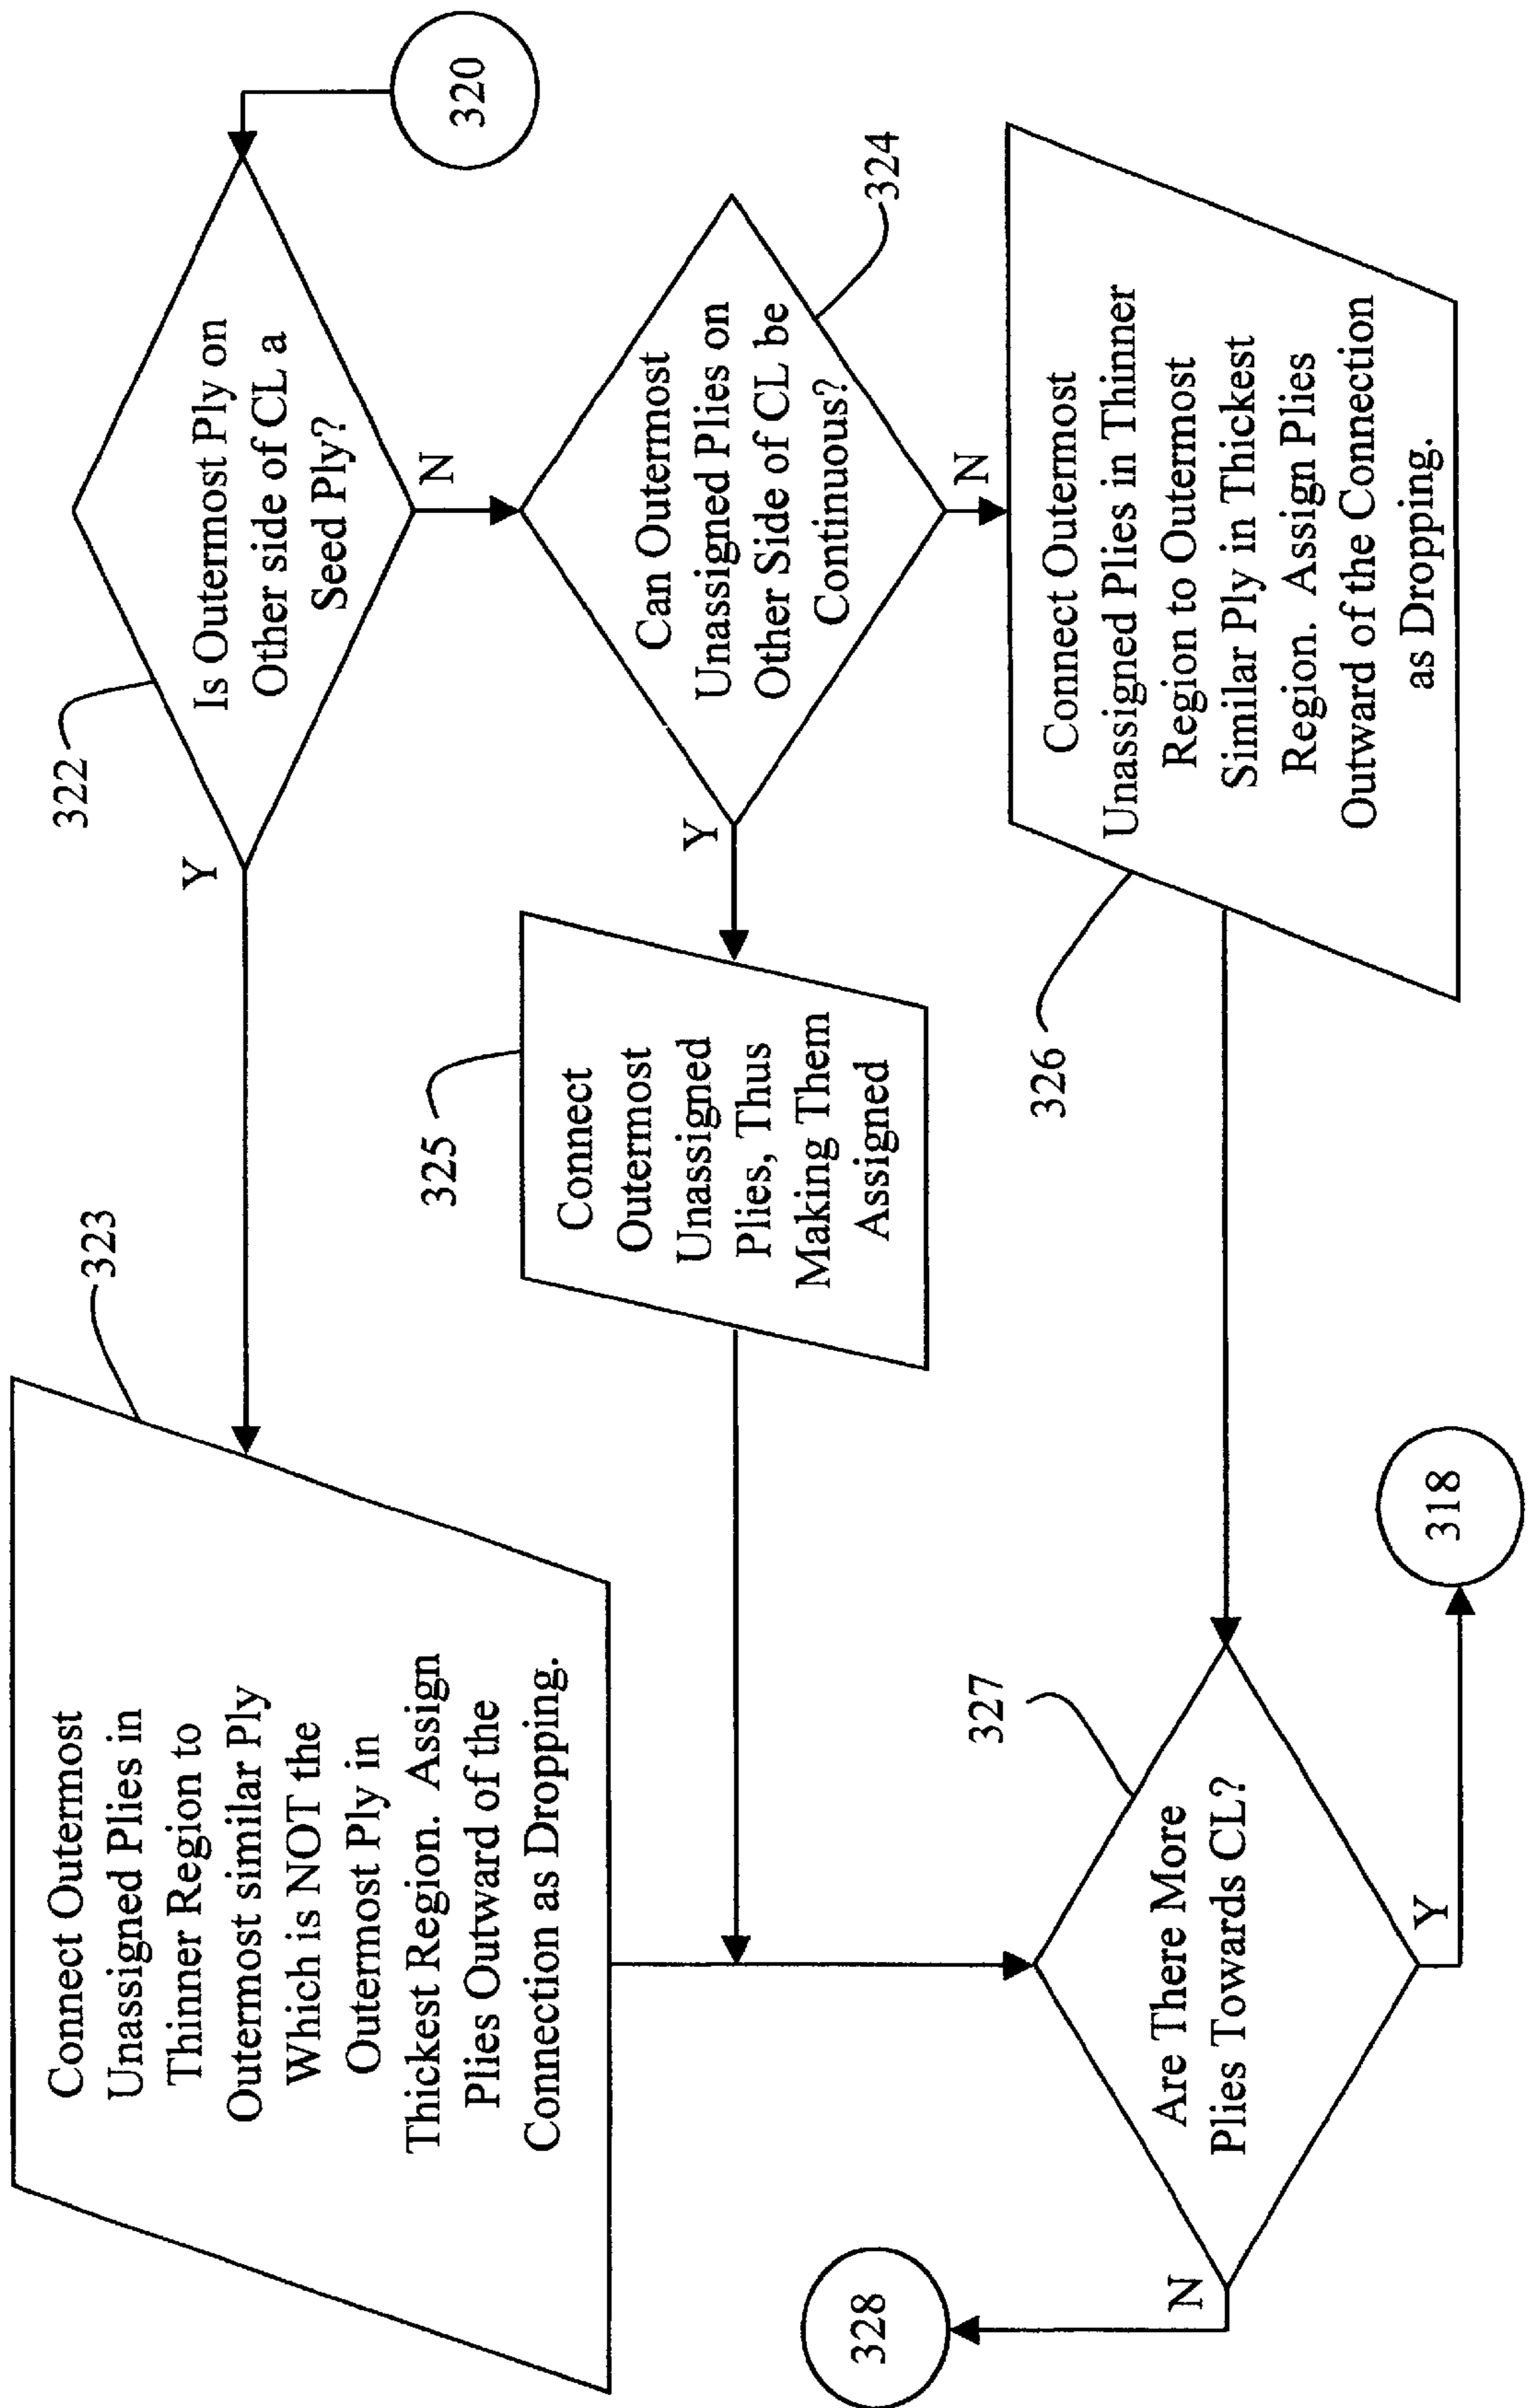 320
322
Is Outermost Ply on
Other side of CL a
Seed Ply?
Y
N
323
Connect Outermost
Unassigned Plies in
Thinner Region to
Outermost similar Ply
Which is NOT the
Outermost Ply in
Thickest Region. Assign
Plies Outward of the
Connection as Dropping.
324
Can Outermost
Unassigned Plies on
Other Side of CL be
Continuous?
Y
N
325
Connect
Outermost
Unassigned
Plies, Thus
Making Them
Assigned
326
Connect Outermost
Unassigned Plies in Thinner
Region to Outermost
Similar Ply in Thickest
Region. Assign Plies
Outward of the Connection
as Dropping.
327
Are There More
Plies Towards CL?
N
Y
328
318